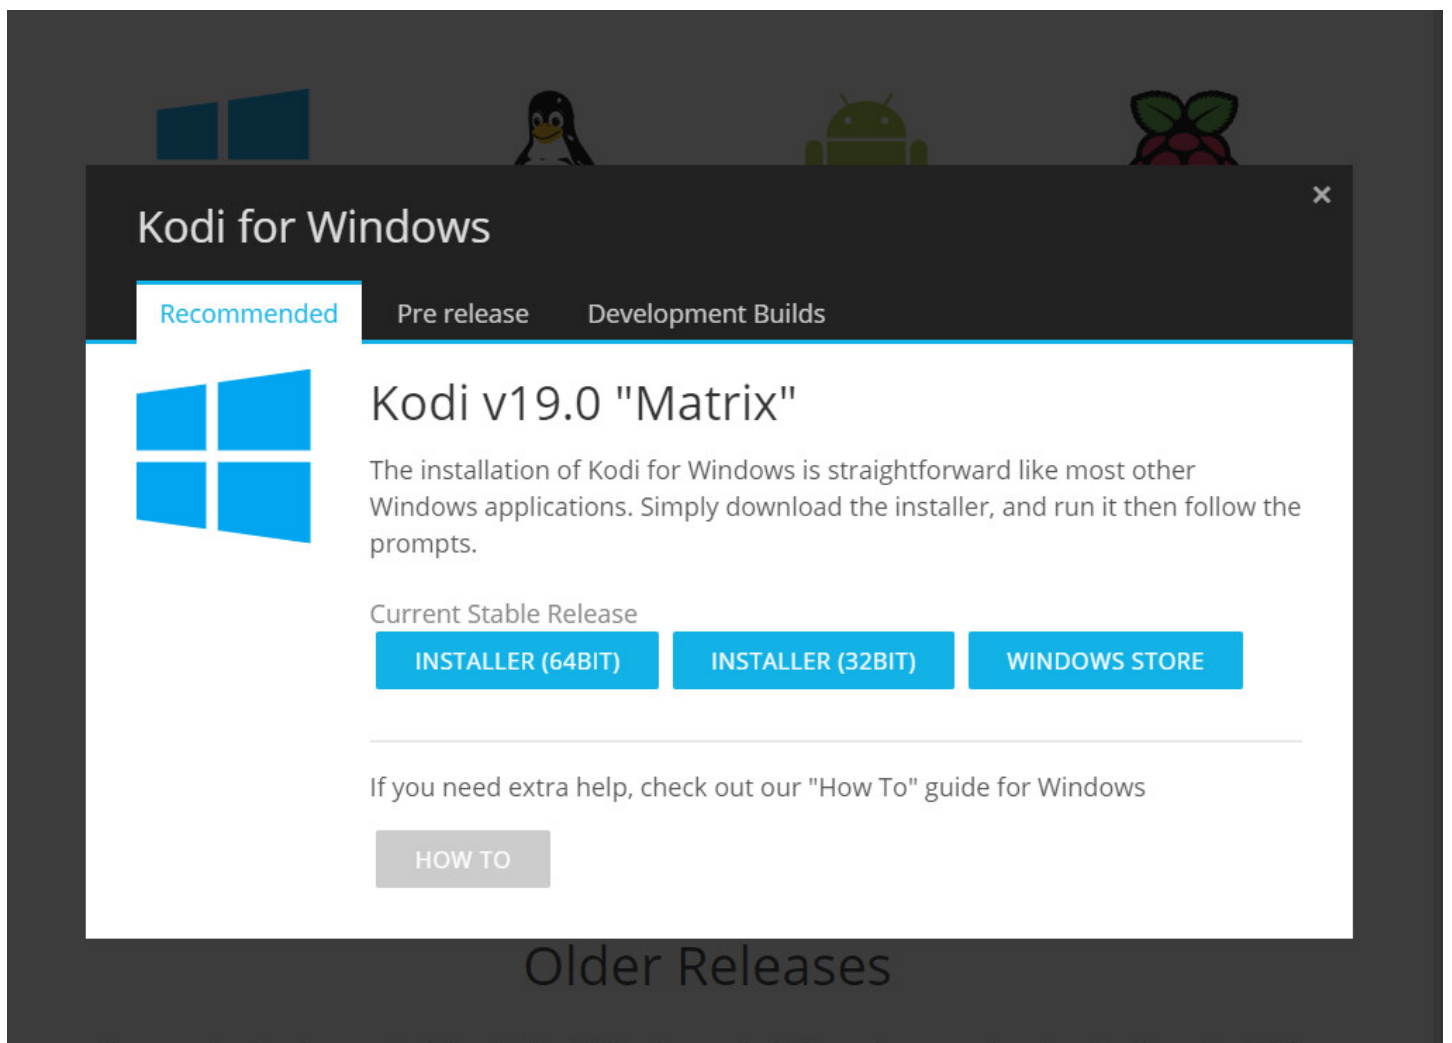 Kodi for Windows
×
Recommended
Pre release
Development Builds
Kodi v19.0 "Matrix"
The installation of Kodi for Windows is straightforward like most other
Windows applications. Simply download the installer, and run it then follow the
prompts.
Current Stable Release
INSTALLER (64BIT)
INSTALLER (32BIT)
WINDOWS STORE
If you need extra help, check out our "How To" guide for Windows
HOW TO
Older Releases